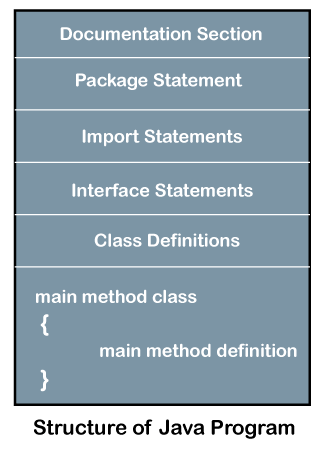 Documentation Section
Package Statement
Import Statements
Interface Statements
Class Definitions
main method class
{
main method definition
}
Structure of Java Program